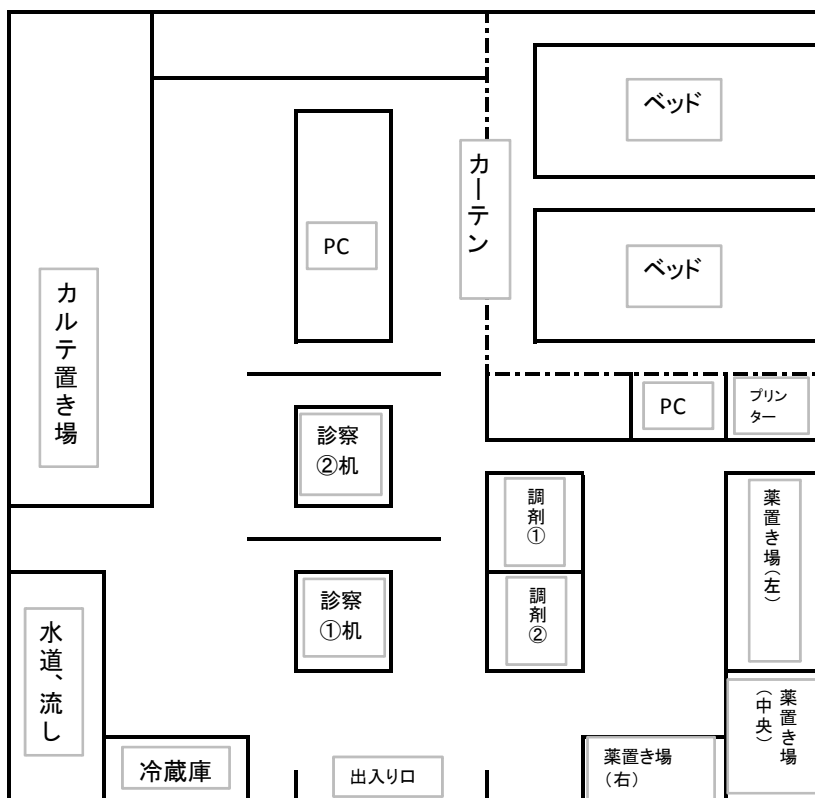 ベッド
カーテン
PC
ベッド
カルテ置き場
PC
プリン
ター
診察
②机
調剤①
薬置き場(左)
診察
①机
調剤②
水道、流し
薬置き場
(中央)
冷蔵庫
出入り口
薬置き場
(右)